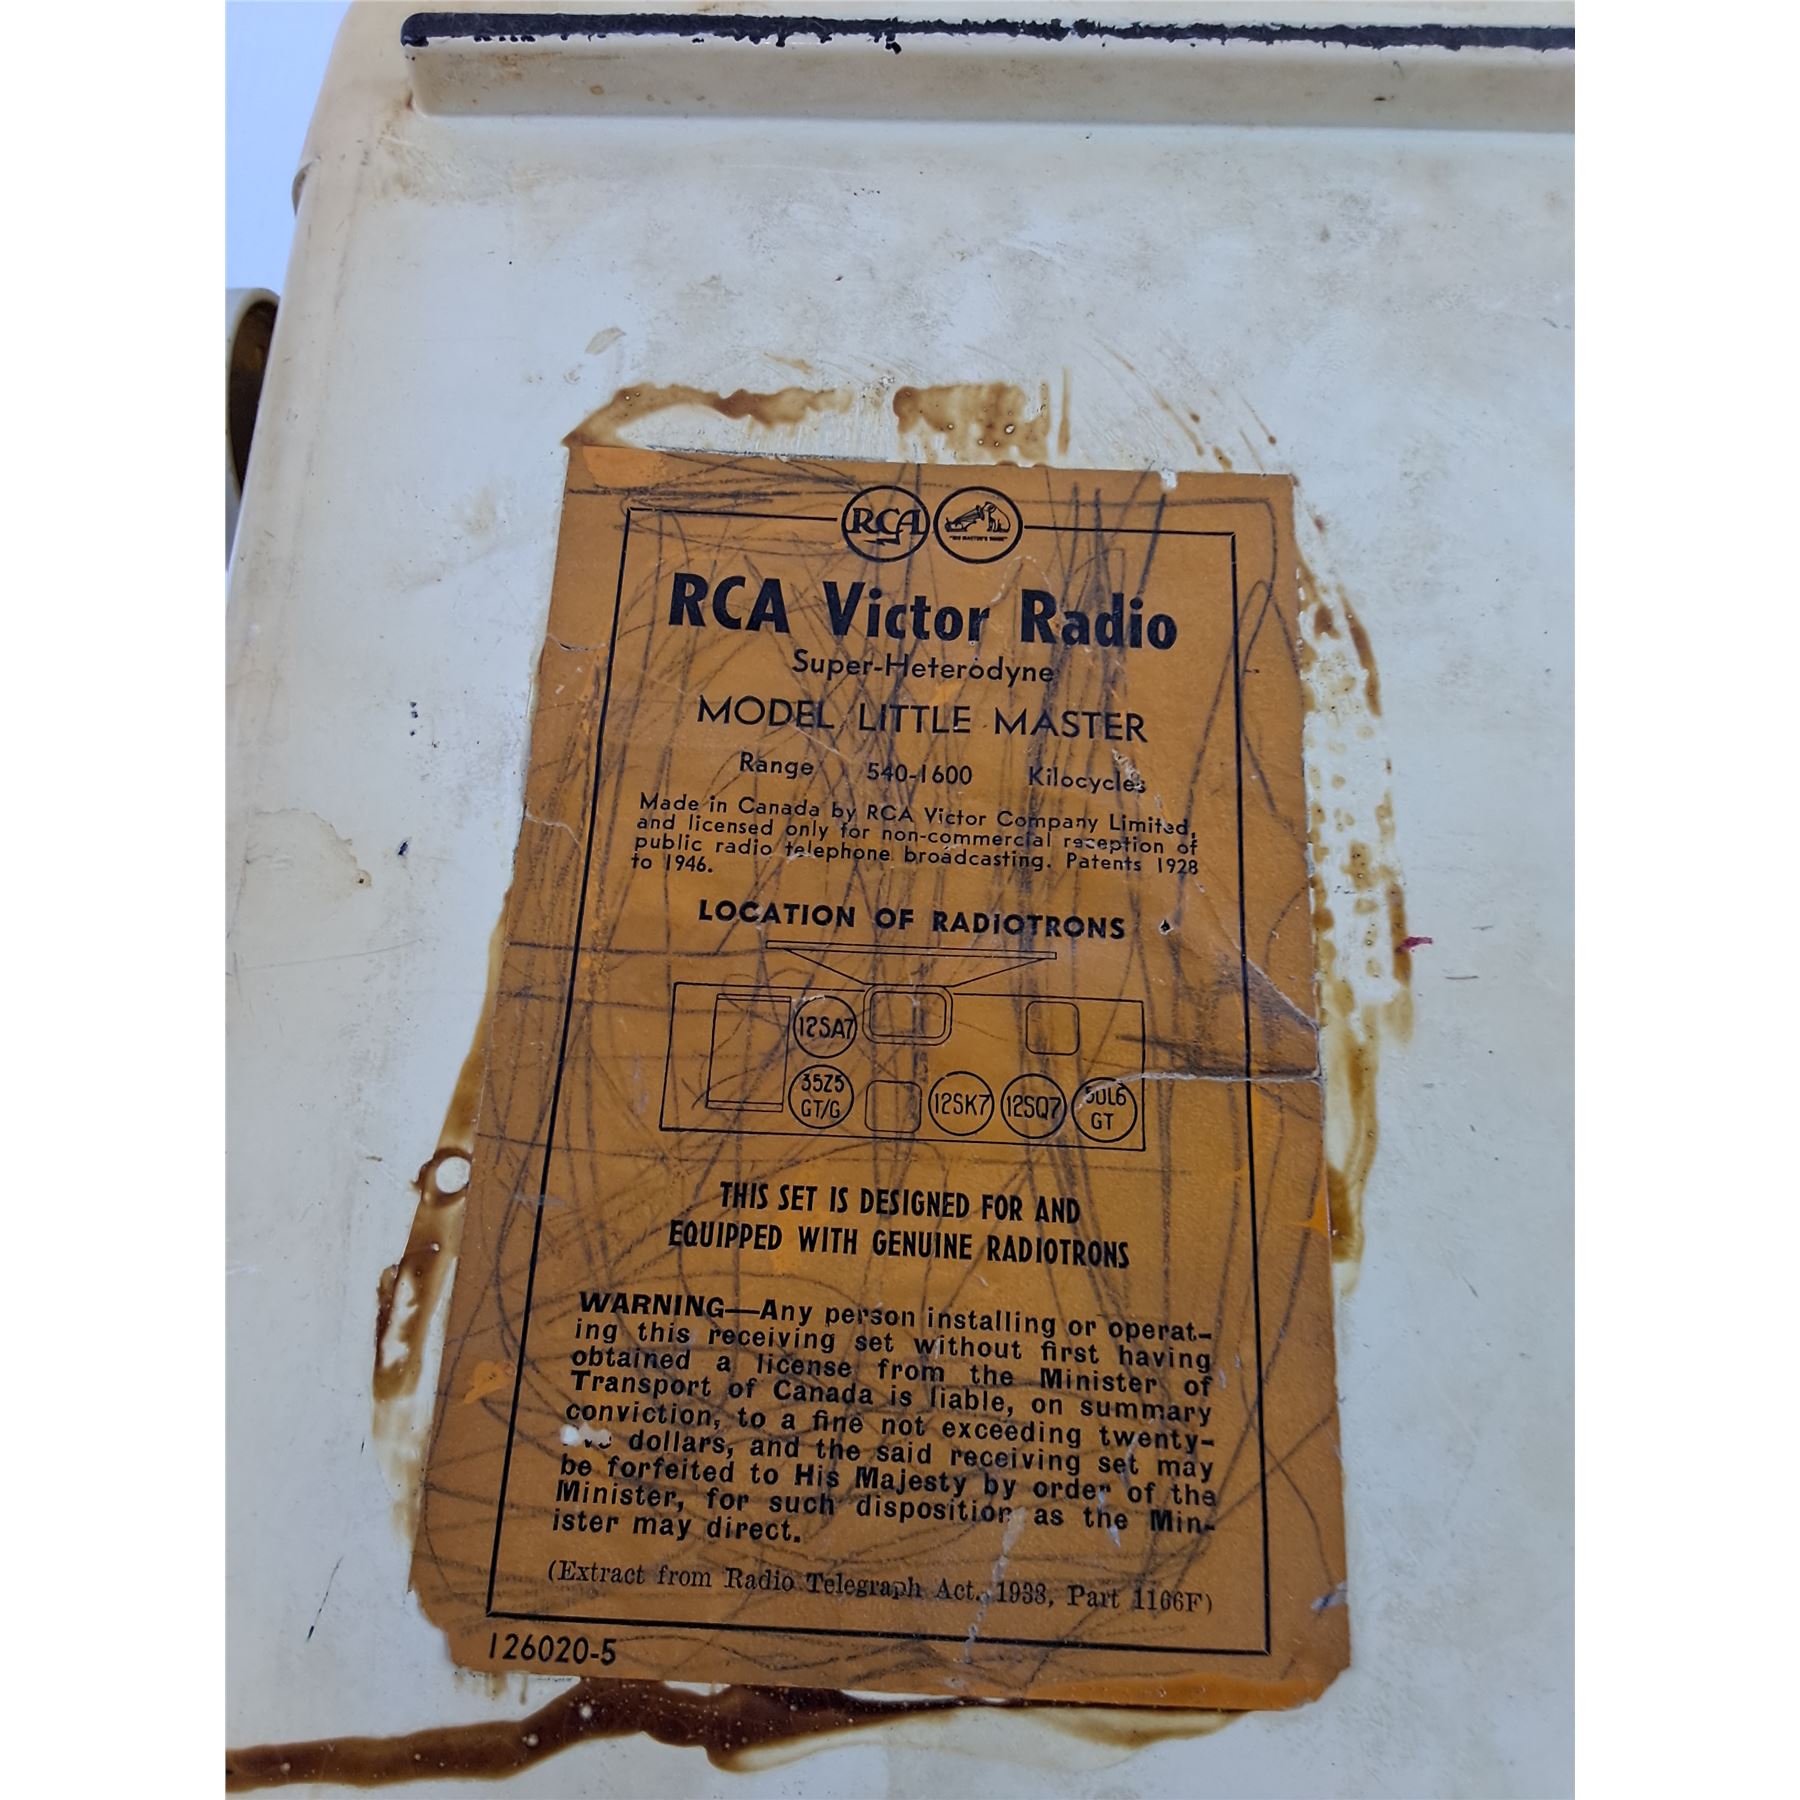 RCA "HIS MASTER'S VOICE"
RCA Victor Radio
Super-Heterodyne
MODEL LITTLE MASTER
Range 540-1600 Kilocycles
Made in Canada by RCA Victor Company Limited,
and licensed only for non-commercial reception of
public radio telephone broadcasting. Patents 1928
to 1946.
LOCATION OF RADIOTRONS
12SA7
35Z5
GT/G
12SK7
12SQ7
50L6
GT
THIS SET IS DESIGNED FOR AND
EQUIPPED WITH GENUINE RADIOTRONS
WARNING—Any person installing or operat-
ing this receiving set without first having
obtained a license from the Minister of
Transport of Canada is liable, on summary
conviction, to a fine not exceeding twenty-
dollars, and the said receiving set may
be forfeited to His Majesty by order of the
Minister, for such disposition as the Min-
ister may direct.
(Extract from Radio Telegraph Act. 1938, Part 1166F)
126020-5